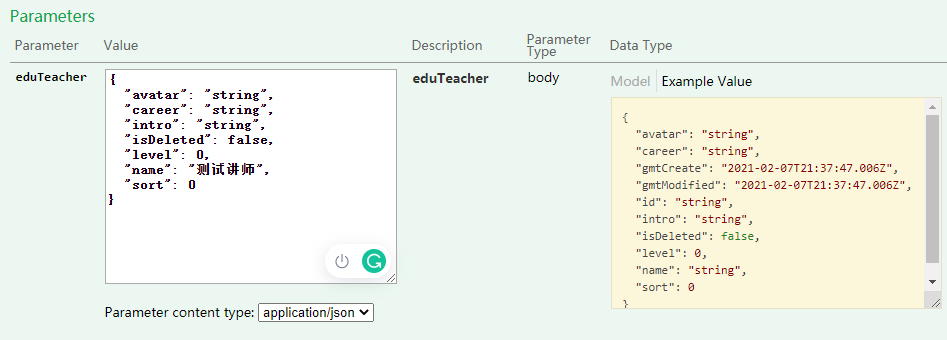 Parameters
Parameter Value Description Parameter Type Data Type
eduTeacher
{
  "avatar": "string",
  "career": "string",
  "intro": "string",
  "isDeleted": false,
  "level": 0,
  "name": "测试讲师",
  "sort": 0
}
Parameter content type: application/json
eduTeacher
body
Model Example Value
{
  "avatar": "string",
  "career": "string",
  "gmtCreate": "2021-02-07T21:37:47.006Z",
  "gmtModified": "2021-02-07T21:37:47.006Z",
  "id": "string",
  "intro": "string",
  "isDeleted": false,
  "level": 0,
  "name": "string",
  "sort": 0
}